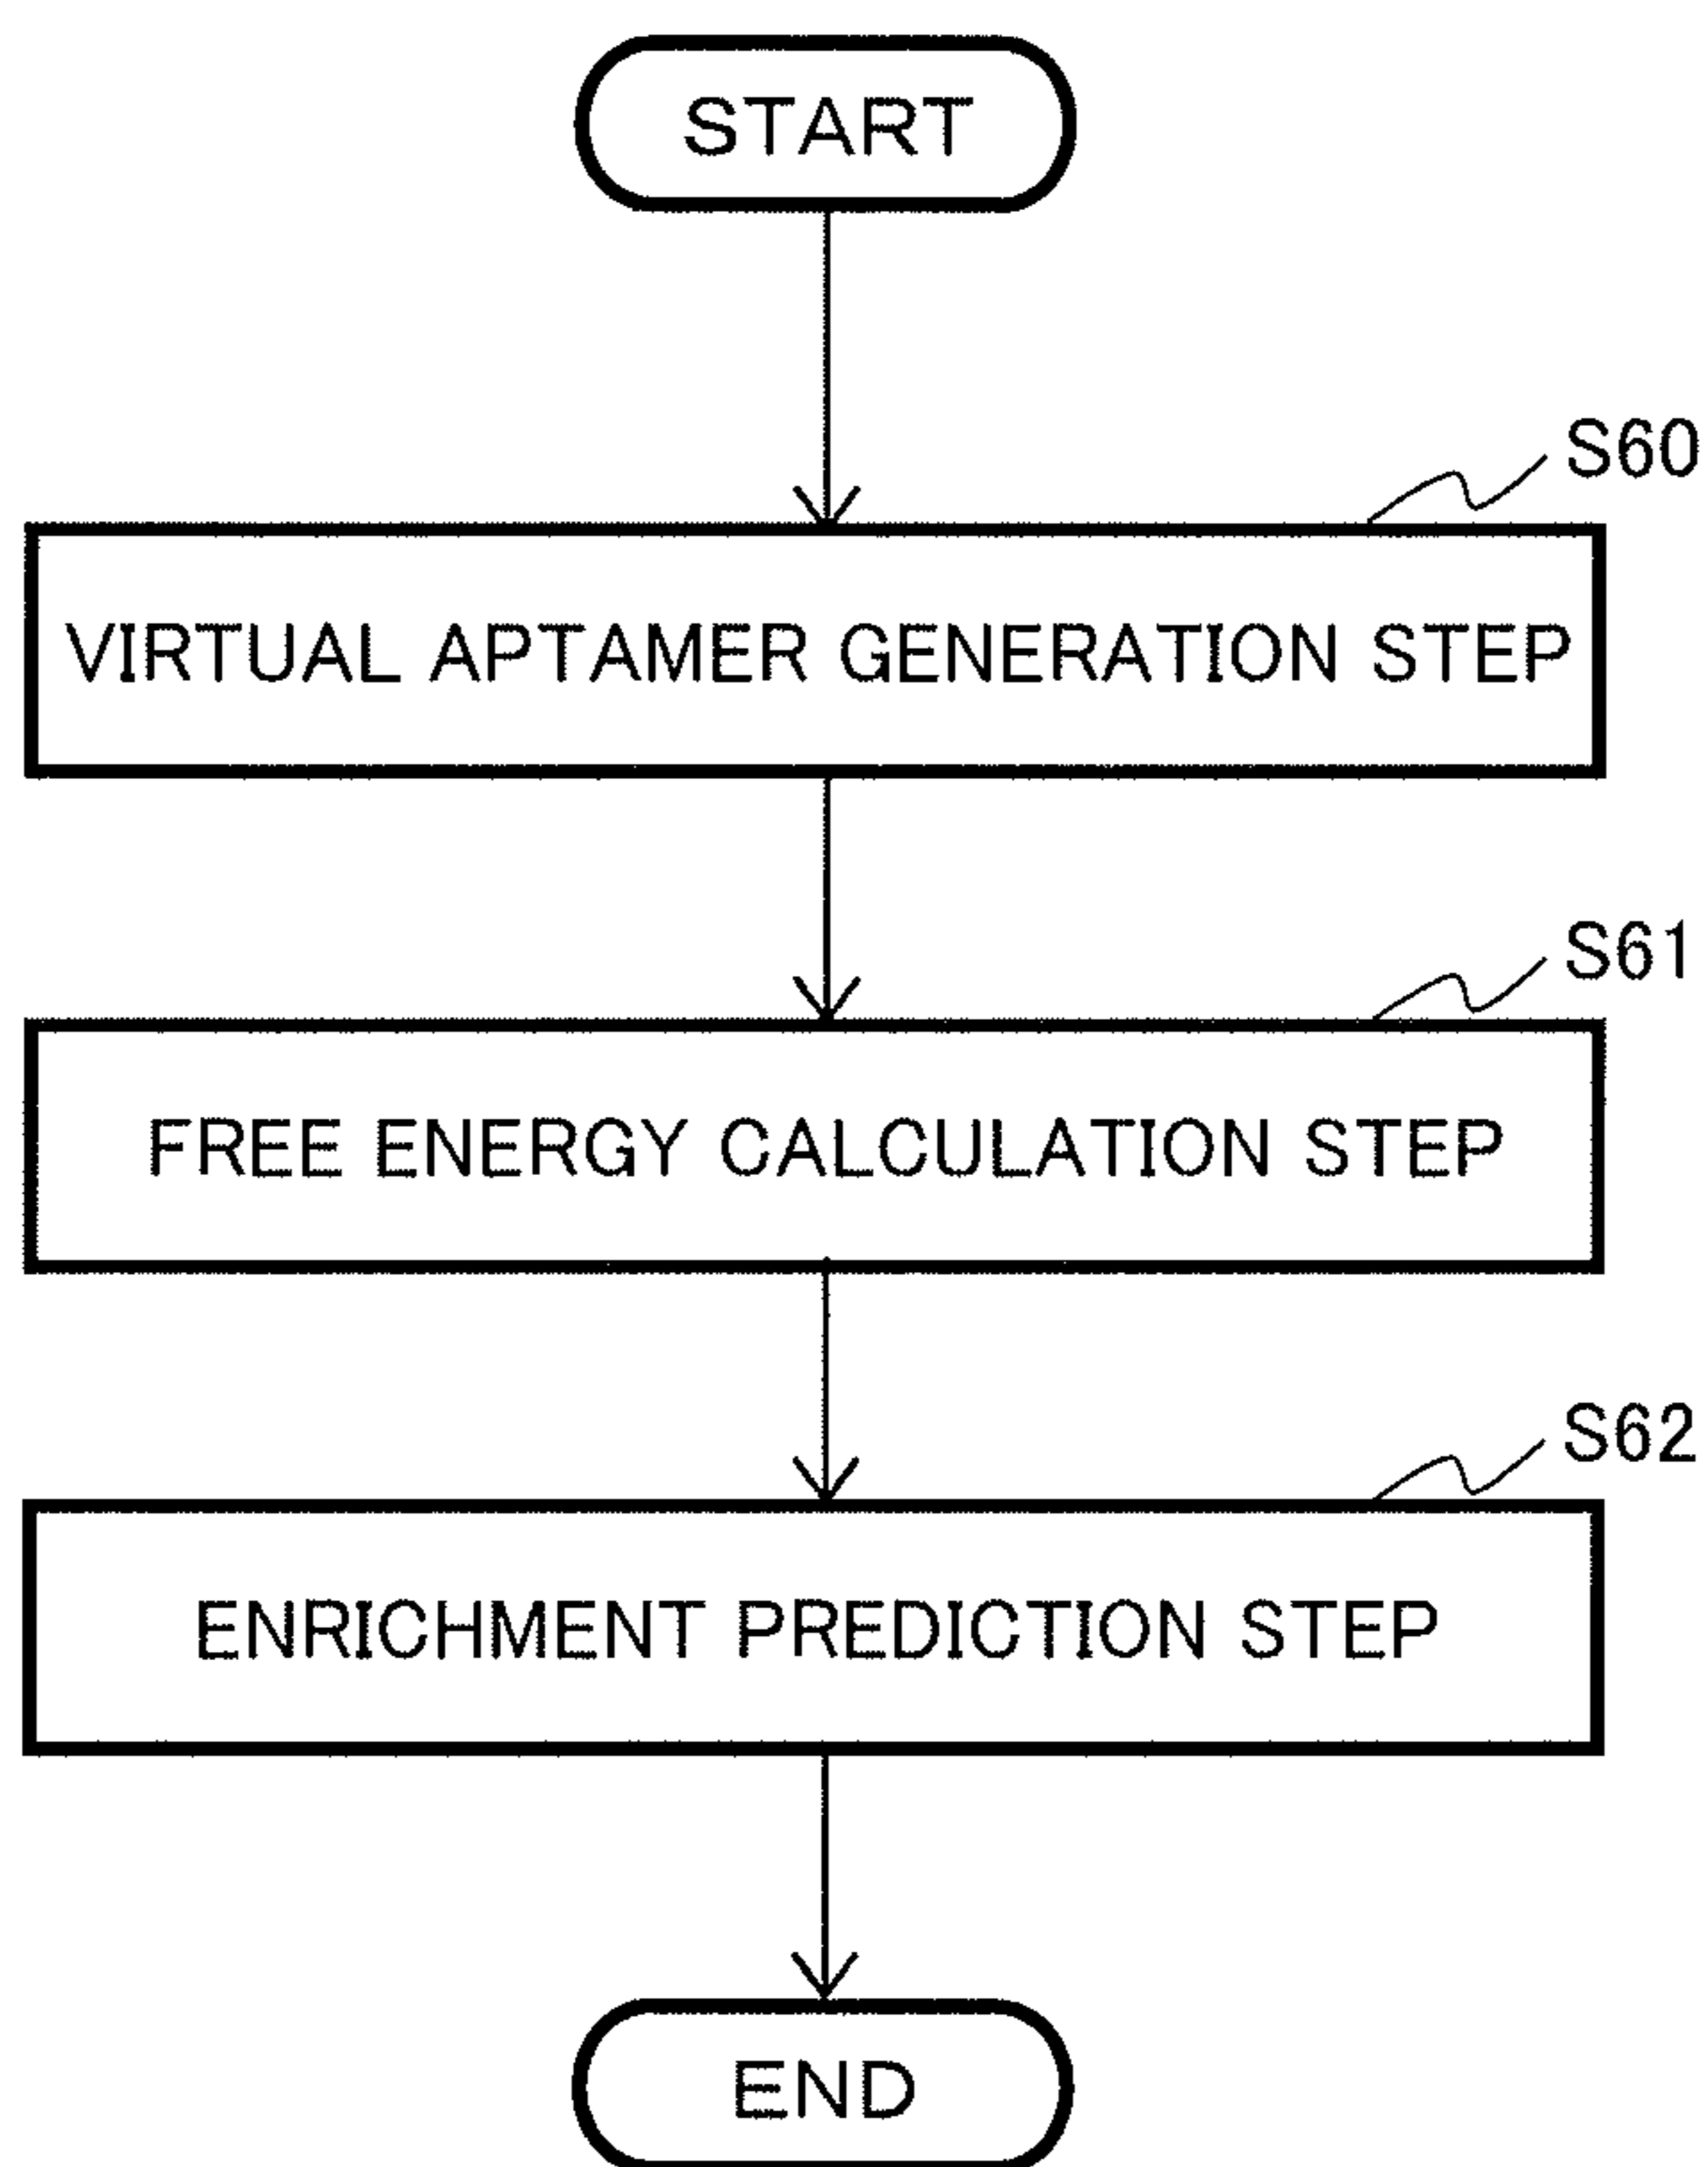 START
S60
VIRTUAL APTAMER GENERATION STEP
S61
FREE ENERGY CALCULATION STEP
S62
ENRICHMENT PREDICTION STEP
END